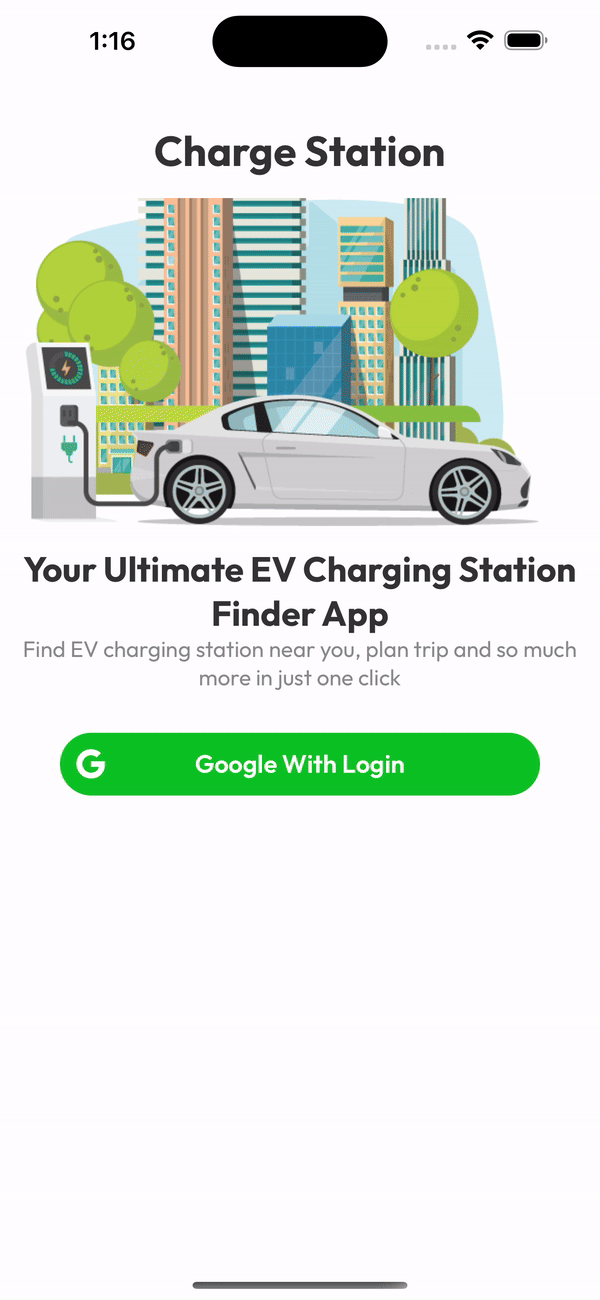 1:16
Charge Station
Your Ultimate EV Charging Station
Finder App
Find EV charging station near you, plan trip and so much
more in just one click
G Google With Login